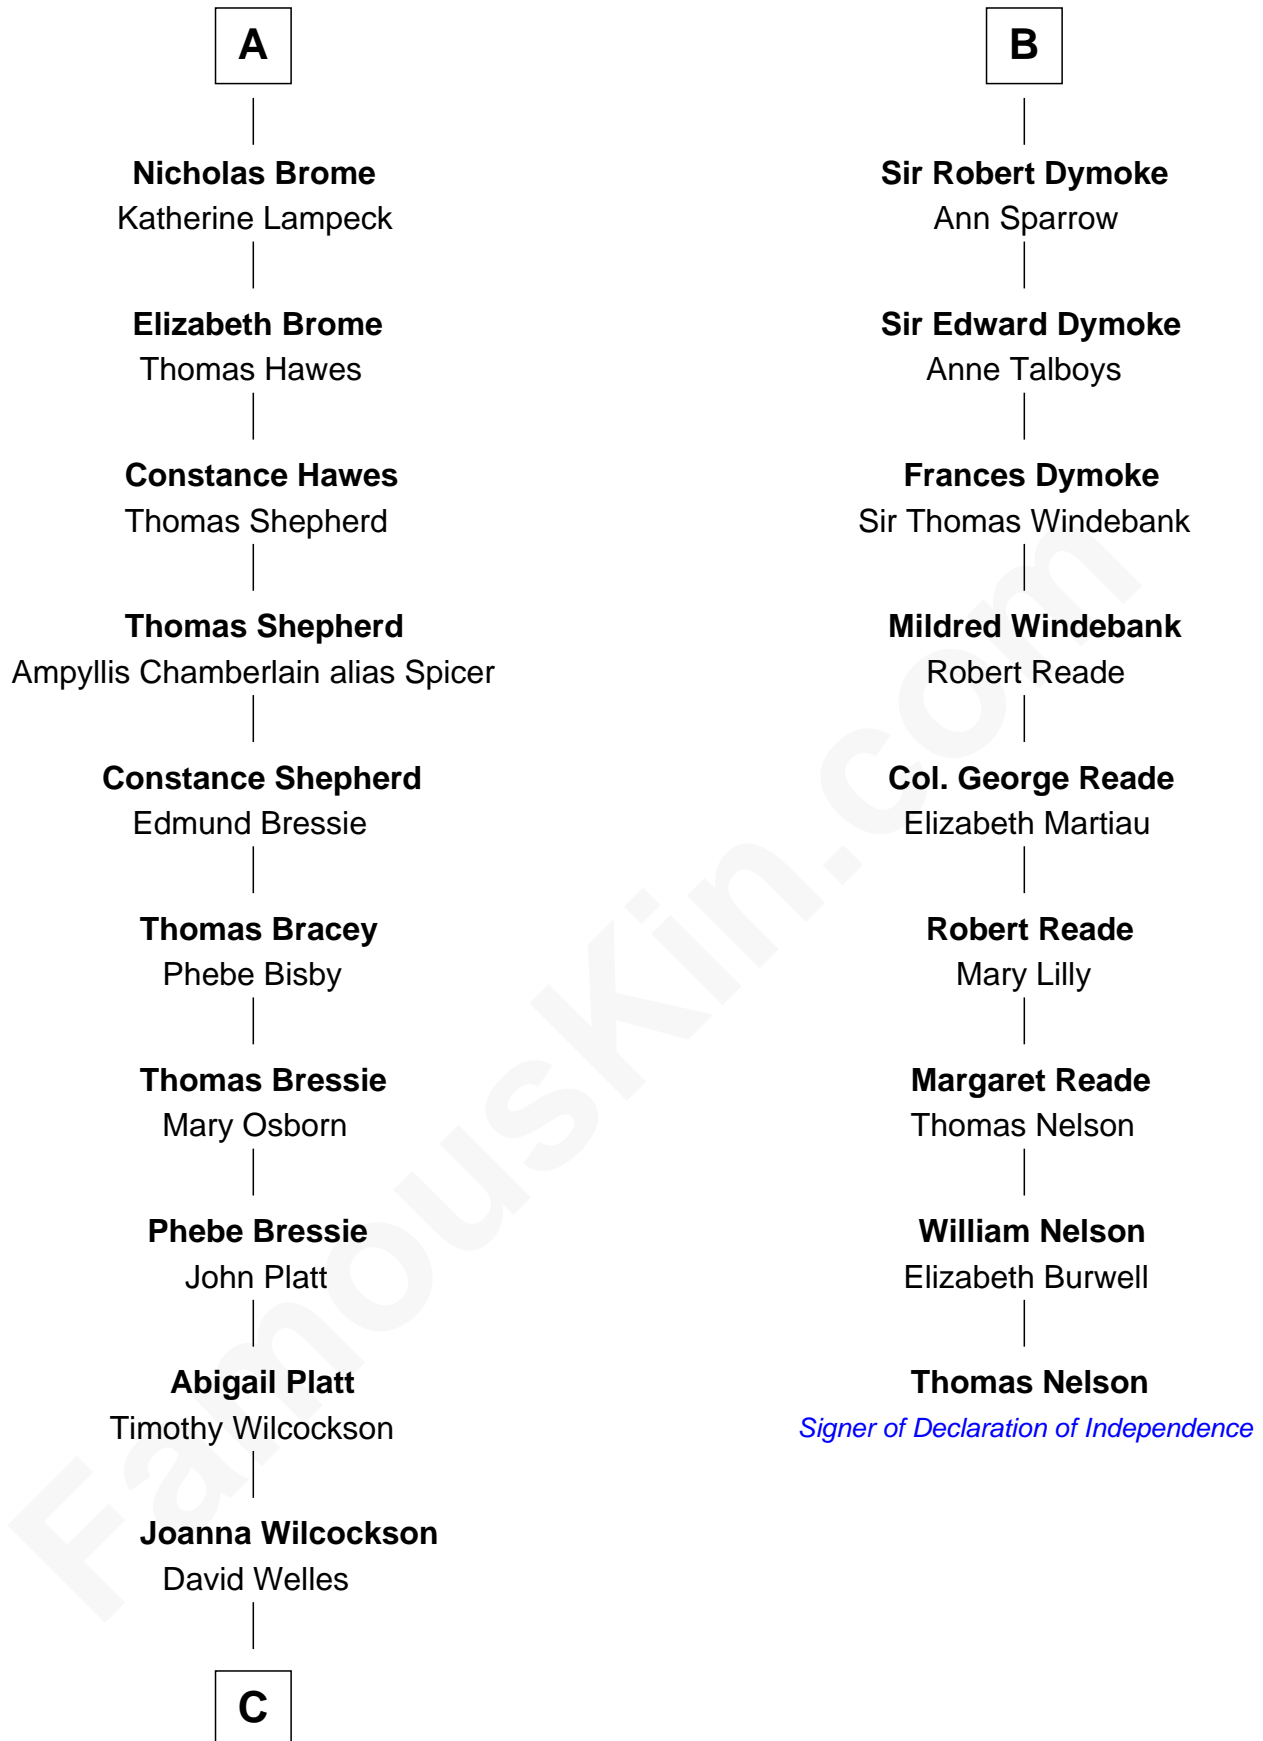 A
Nicholas Brome
Katherine Lampeck
Elizabeth Brome
Thomas Hawes
Constance Hawes
Thomas Shepherd
Thomas Shepherd
Ampyllis Chamberlain alias Spicer
Constance Shepherd
Edmund Bressie
Thomas Bracey
Phebe Bisby
Thomas Bressie
Mary Osborn
Phebe Bressie
John Platt
Abigail Platt
Timothy Wilcockson
Joanna Wilcockson
David Welles
C
B
Sir Robert Dymoke
Ann Sparrow
Sir Edward Dymoke
Anne Talboys
Frances Dymoke
Sir Thomas Windebank
Mildred Windebank
Robert Reade
Col. George Reade
Elizabeth Martiau
Robert Reade
Mary Lilly
Margaret Reade
Thomas Nelson
William Nelson
Elizabeth Burwell
Thomas Nelson
Signer of Declaration of Independence
FamousKin.com